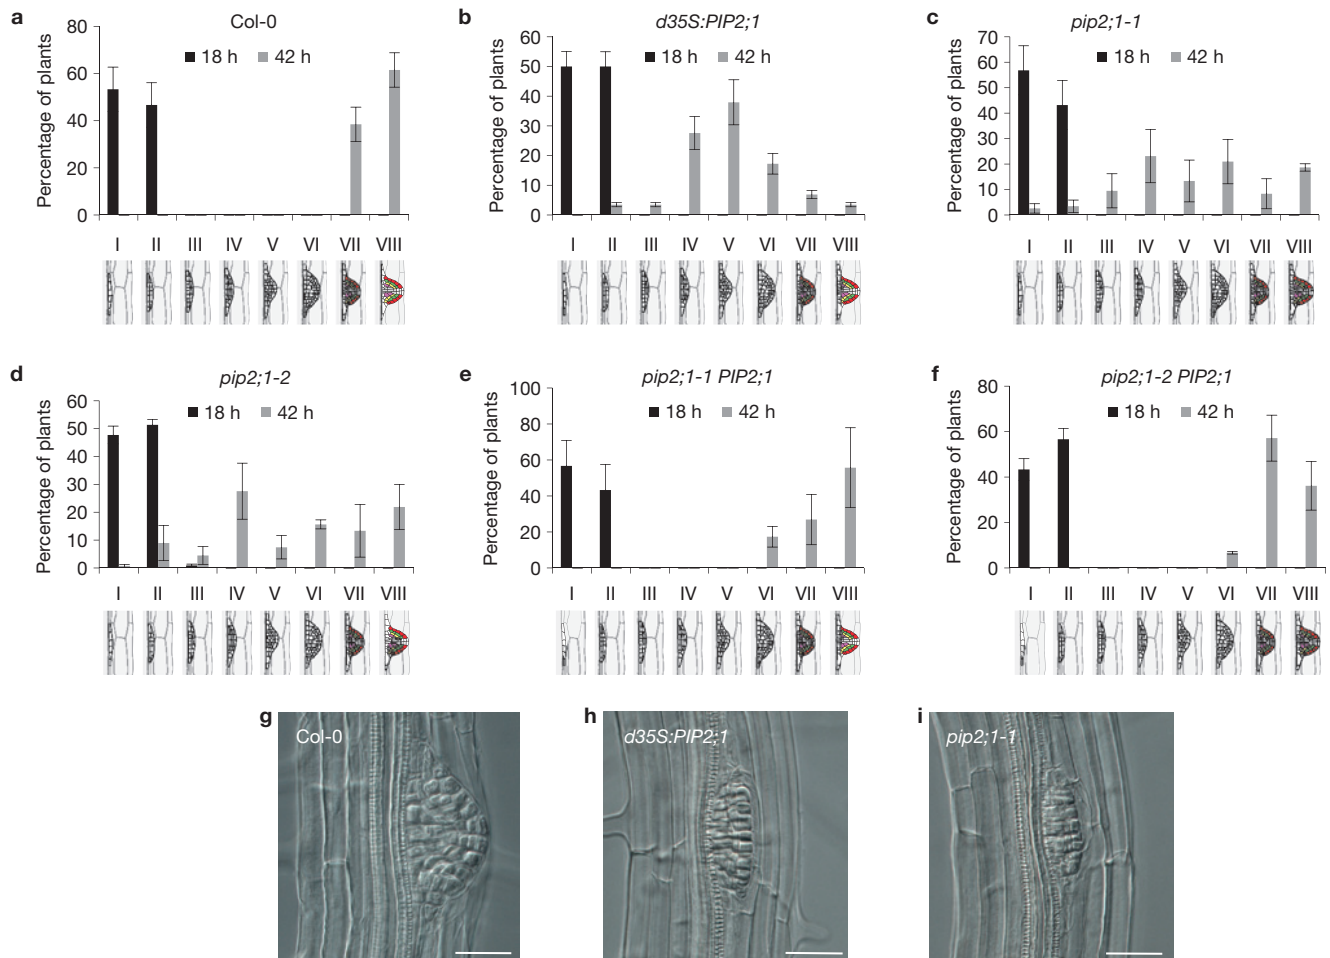 a
Col-0
18 h 42 h
Percentage of plants
80
60
40
20
0
I II III IV V VI VII VIII
b
d35S:PIP2;1
18 h 42 h
Percentage of plants
60
50
40
30
20
10
0
I II III IV V VI VII VIII
c
pip2;1-1
18 h 42 h
Percentage of plants
70
60
50
40
30
20
10
0
I II III IV V VI VII VIII
d
pip2;1-2
18 h 42 h
Percentage of plants
60
50
40
30
20
10
0
I II III IV V VI VII VIII
e
pip2;1-1 PIP2;1
18 h 42 h
Percentage of plants
100
80
60
40
20
0
I II III IV V VI VII VIII
f
pip2;1-2 PIP2;1
18 h 42 h
Percentage of plants
80
60
40
20
0
I II III IV V VI VII VIII
g
Col-0
h
d35S:PIP2;1
i
pip2;1-1